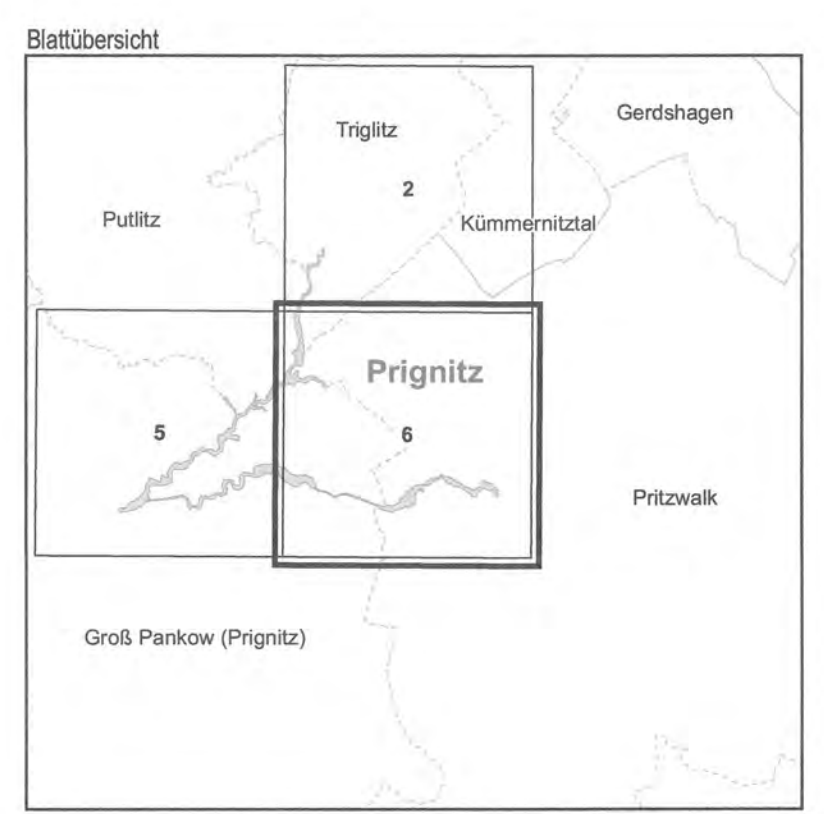 Blattübersicht
Gerdshagen
Triglitz
2
Putlitz
Kümmernitztal
Prignitz
5
6
Pritzwalk
Groß Pankow (Prignitz)